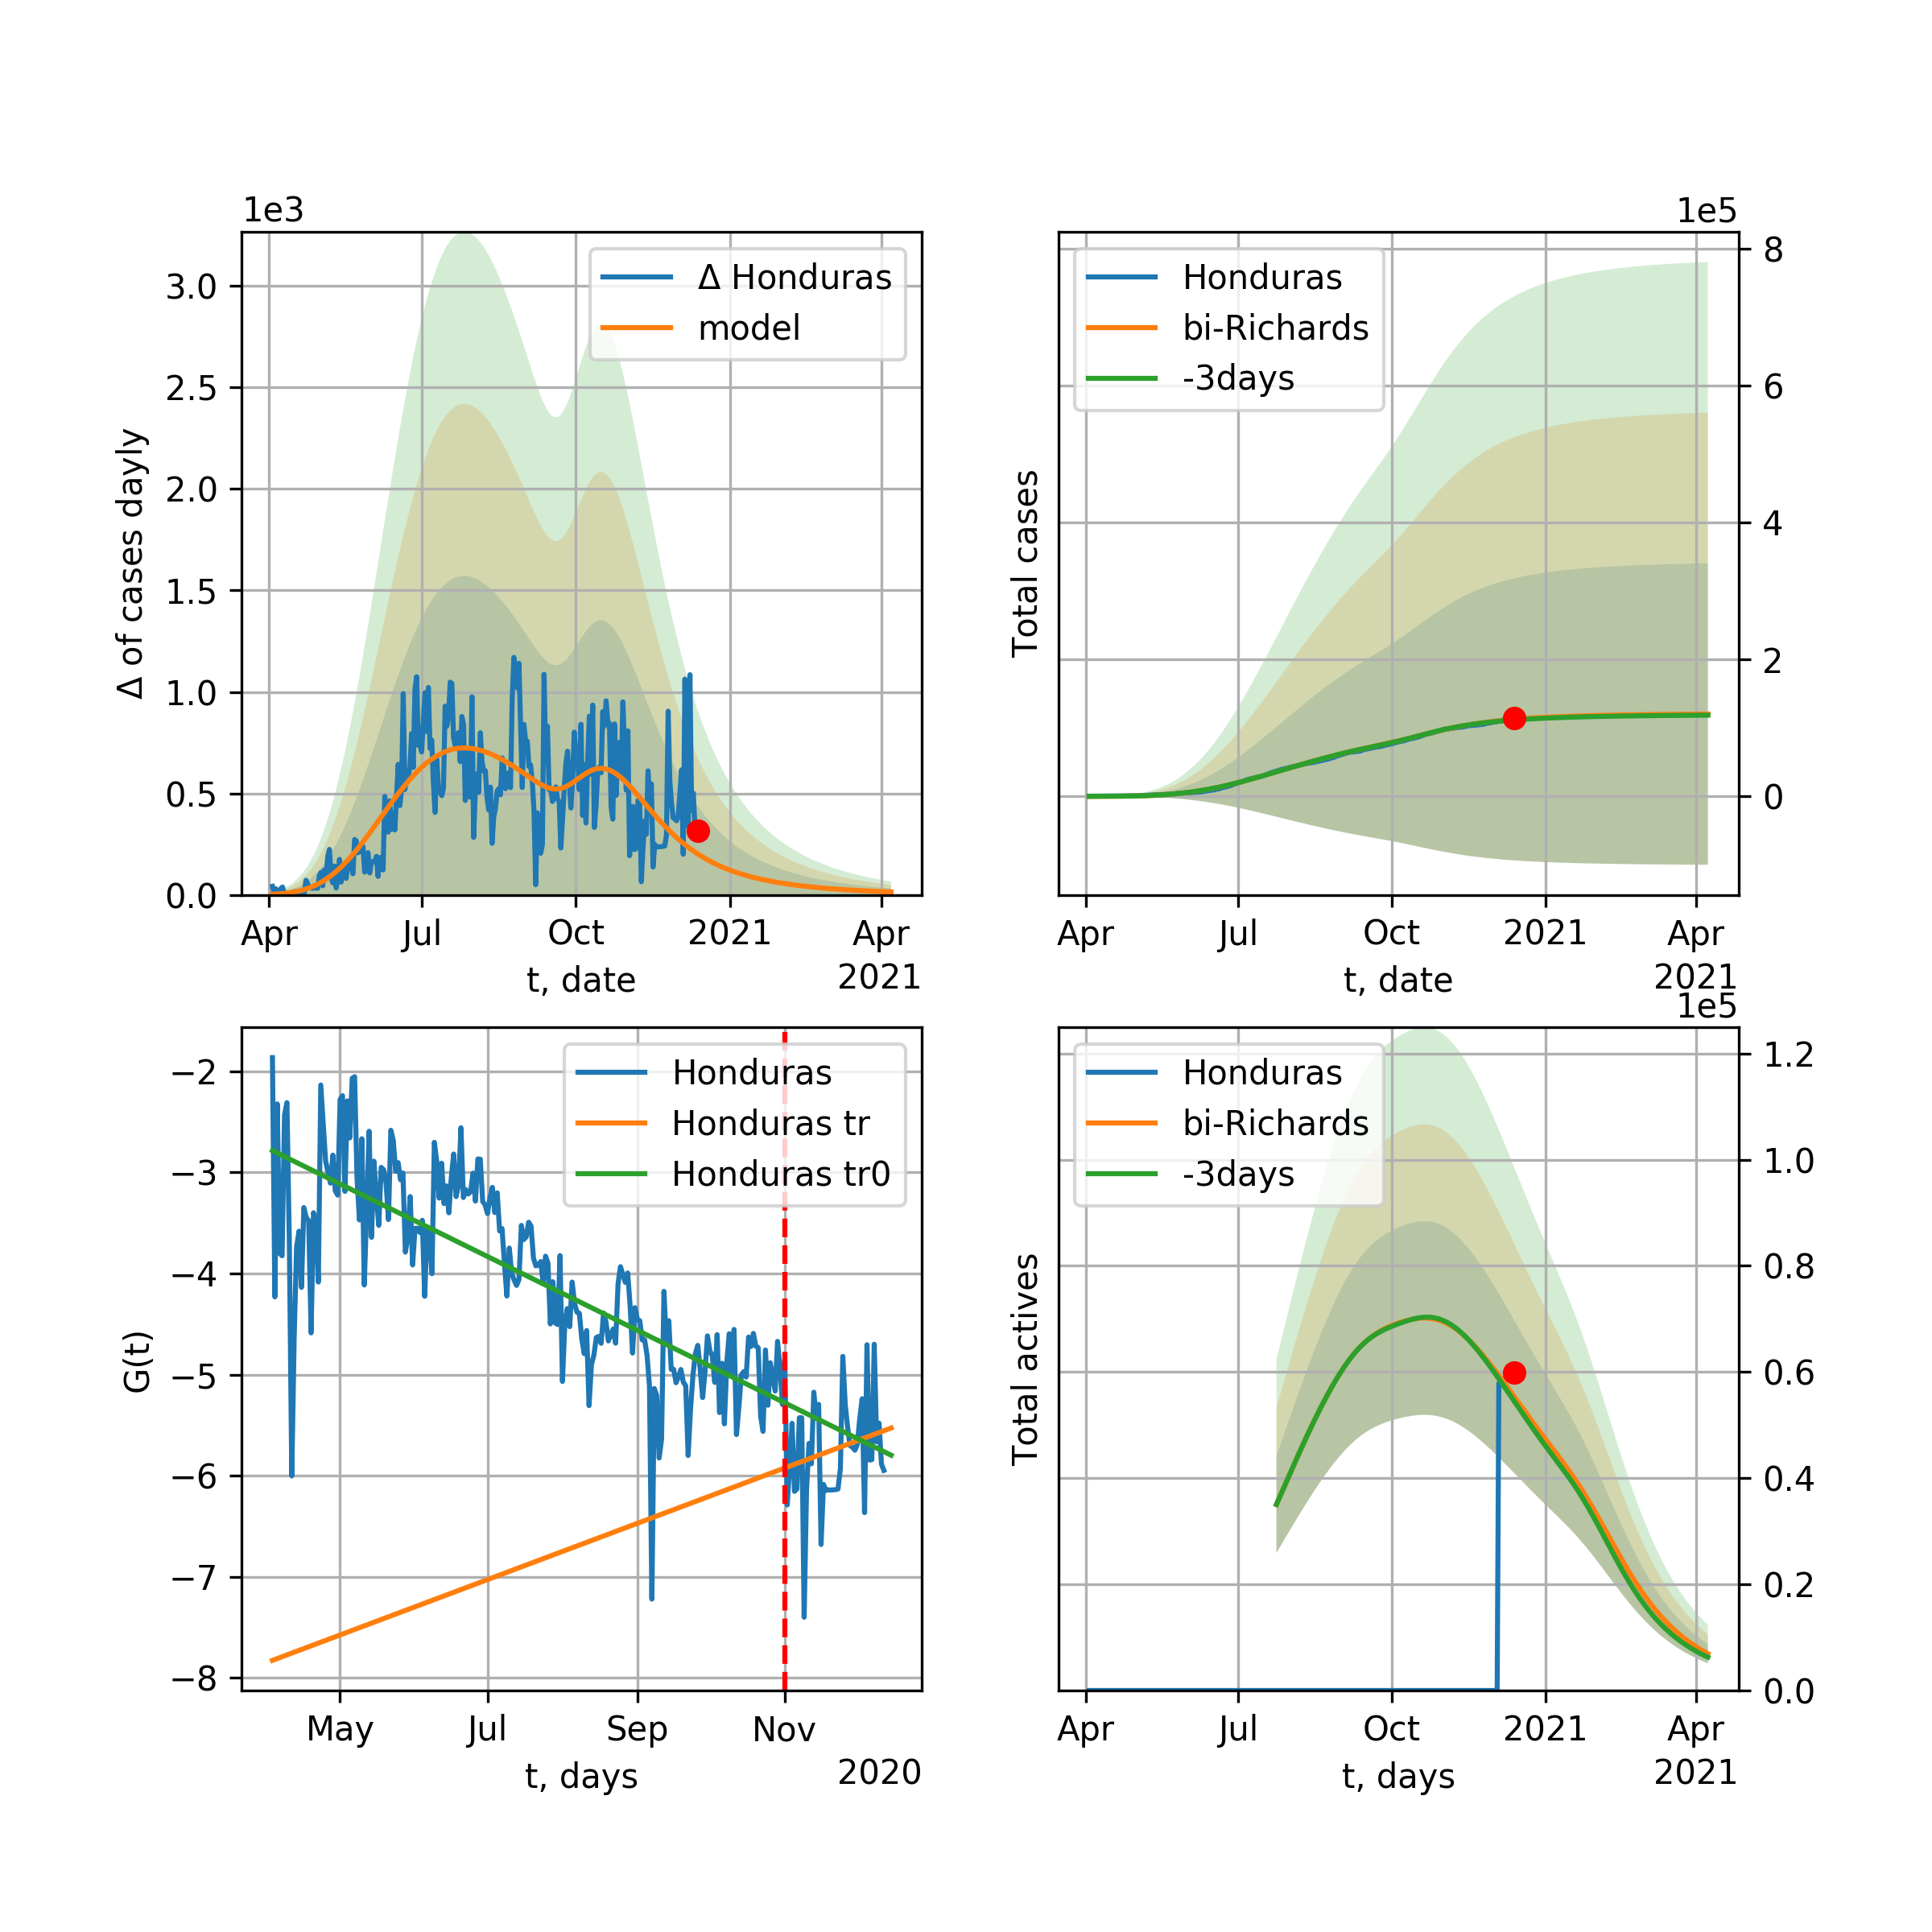 1e3
Δ of cases dayly
3.0
2.5
2.0
1.5
1.0
0.5
0.0
Δ Honduras
model
Apr
Jul
Oct
2021
Apr
2021
t, date
1e5
Total cases
Honduras
bi-Richards
-3days
8
6
4
2
0
Apr
Jul
Oct
2021
Apr
2021
t, date
G(t)
−2
−3
−4
−5
−6
−7
−8
Honduras
Honduras tr
Honduras tr0
May
Jul
Sep
Nov
2020
t, days
1e5
Total actives
Honduras
bi-Richards
-3days
1.2
1.0
0.8
0.6
0.4
0.2
0.0
Apr
Jul
Oct
2021
Apr
2021
t, days